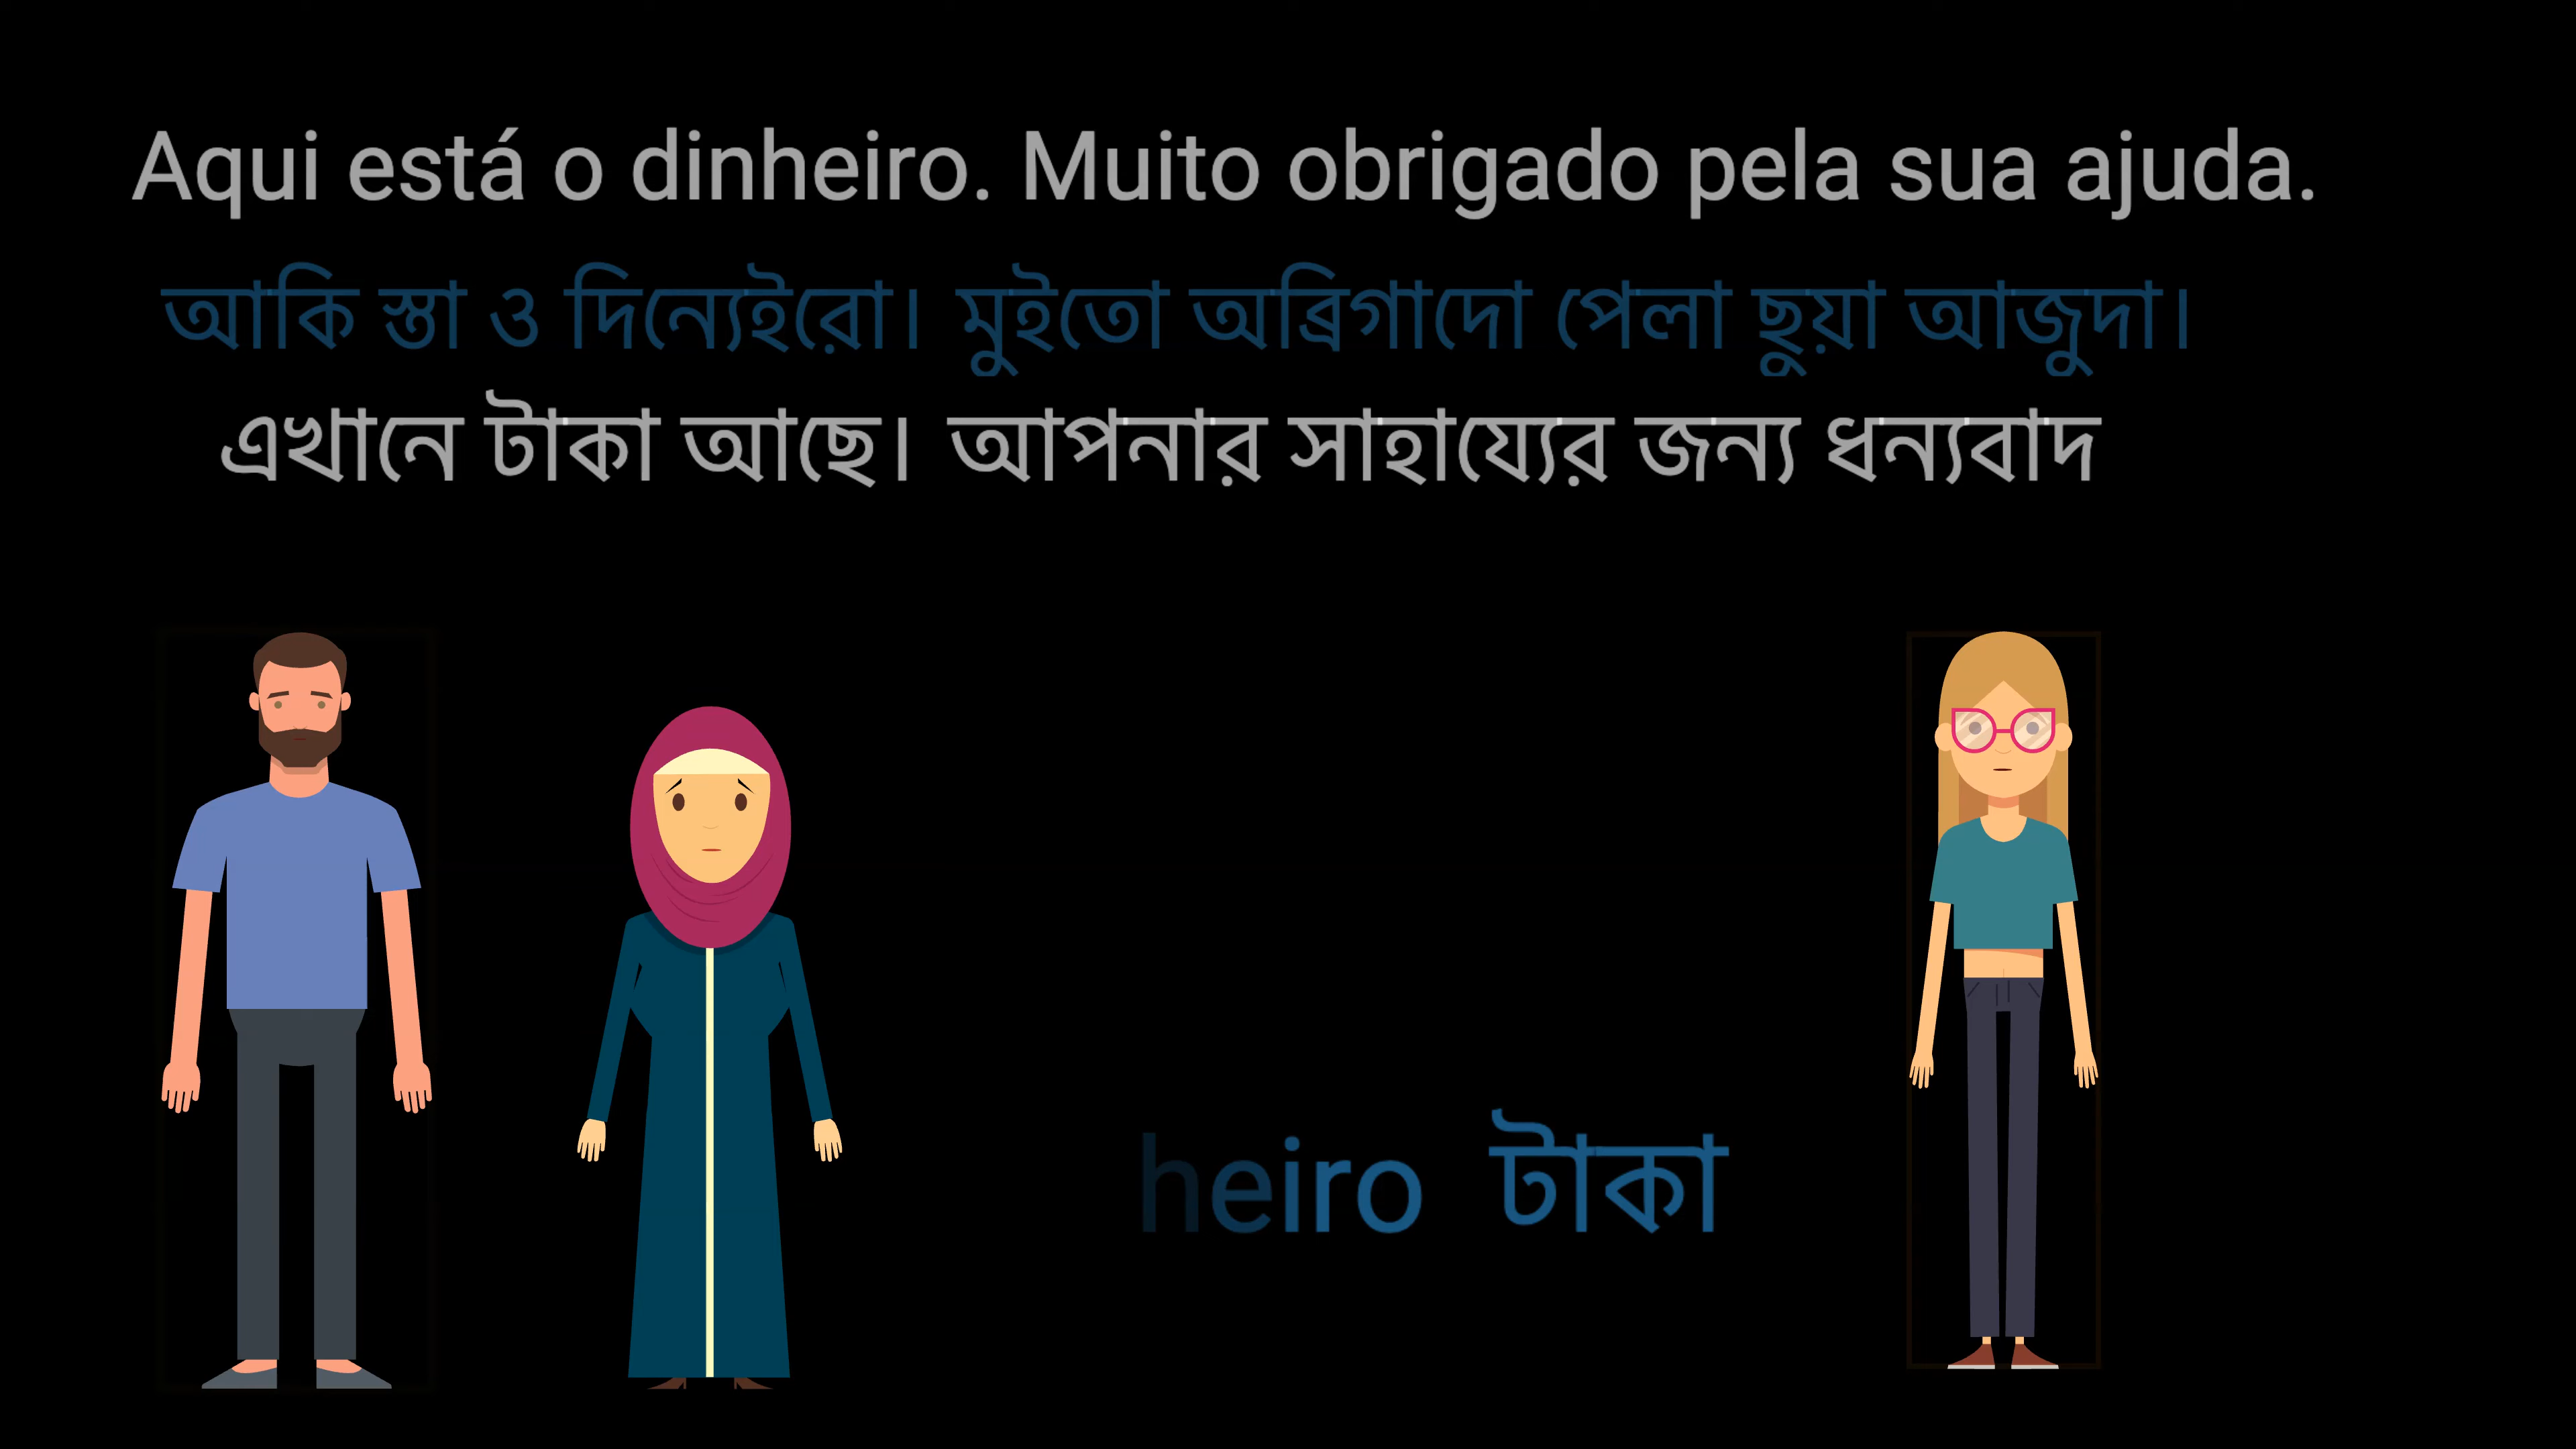 Aqui está o dinheiro. Muito obrigado pela sua ajuda.
আকি স্তা ও দিন্যেইরো। মুইতো অব্রিগাদো পেলা ছুয়া আজুদা।
এখানে টাকা আছে। আপনার সাহায্যের জন্য ধন্যবাদ
heiro টাকা